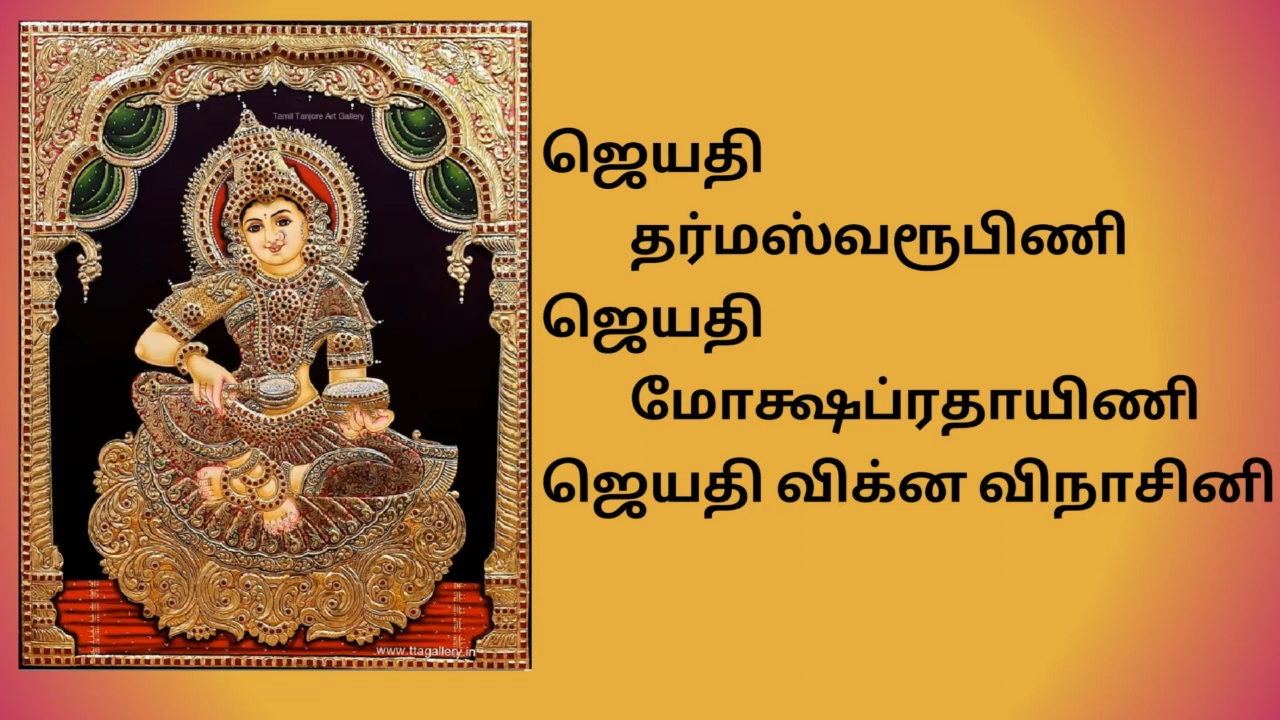 Tamil Tanjore Art Gallery
ஜெயதி
தர்மஸ்வரூபிணி
ஜெயதி
மோக்ஷப்ரதாயிணி
ஜெயதி விக்ன விநாசினி
www.ttagallery.in